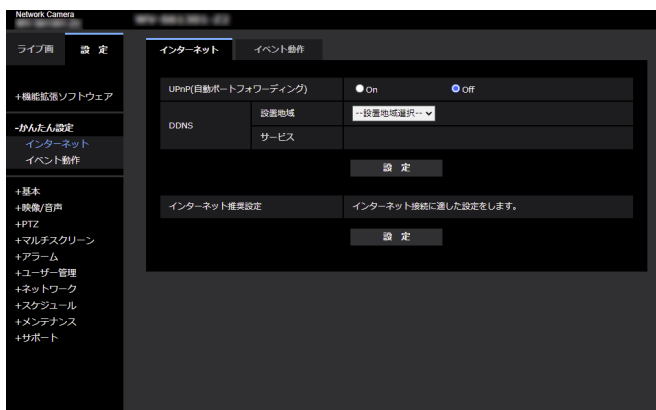 Network Camera
ライブ画
設 定
+機能拡張ソフトウェア
-かんたん設定
インターネット
イベント動作
+基本
+映像/音声
+PTZ
+マルチスクリーン
+アラーム
+ユーザー管理
+ネットワーク
+スケジュール
+メンテナンス
+サポート
インターネット
イベント動作
UPnP(自動ポートフォワーディング)
On
Off
DDNS
設置地域
--設置地域選択--
サービス
設 定
インターネット推奨設定
インターネット接続に適した設定をします。
設 定